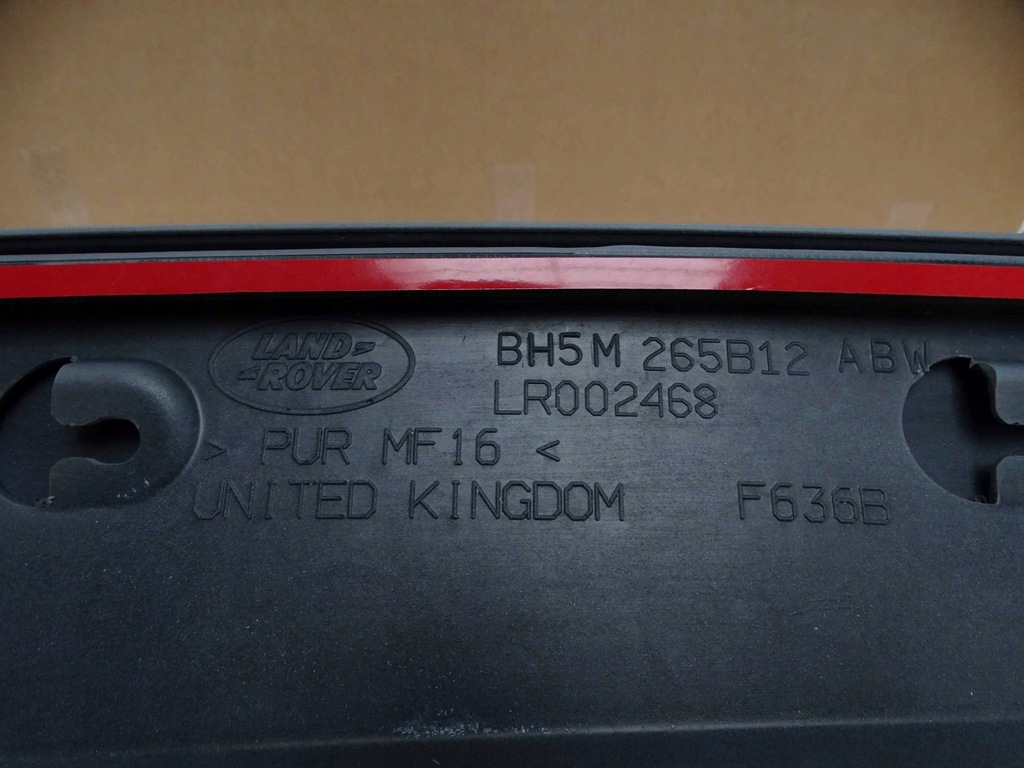 LAND
ROVER
BH5M 265B12 ABW
LR002468
> PUR MF16 <
UNITED KINGDOM F636B